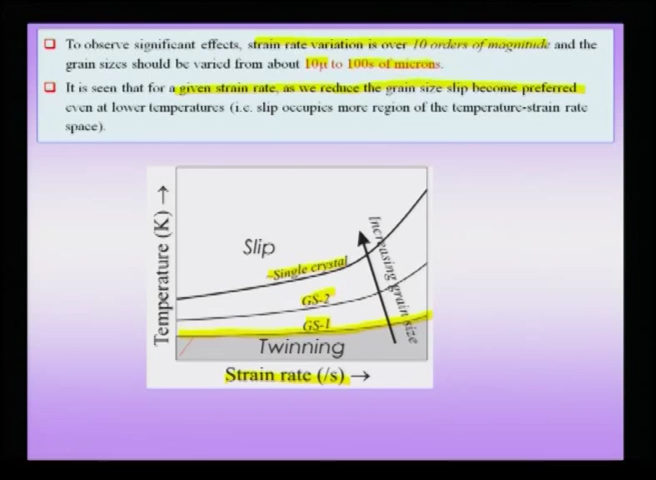 To observe significant effects, strain rate variation is over 10 orders of magnitude and the
grain sizes should be varied from about 10μ to 100s of microns.
It is seen that for a given strain rate, as we reduce the grain size slip become preferred
even at lower temperatures (i.e. slip occupies more region of the temperature-strain rate
space).
Temperature (K) →
Slip
Single crystal
GS-2
GS-1
Increasing grain size
Twinning
Strain rate (/s) →